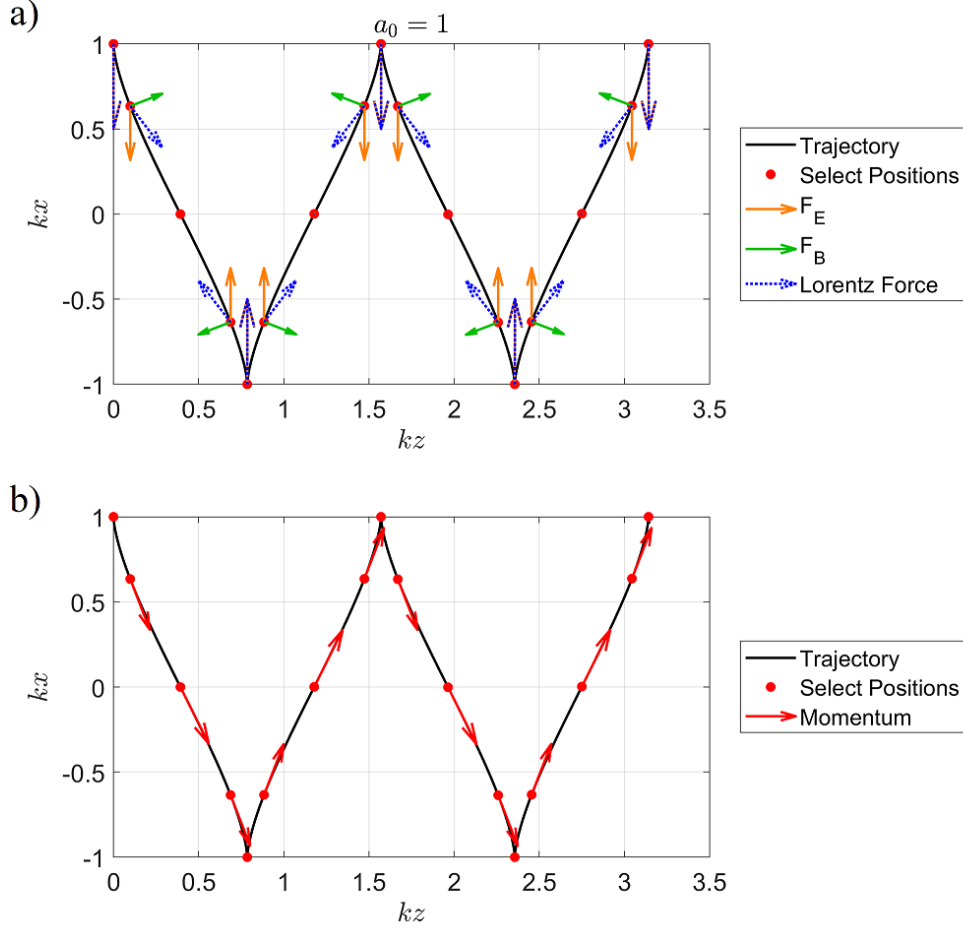 a)
a₀ = 1
1
0.5
0
-0.5
-1
kx
0 0.5 1 1.5 2 2.5 3 3.5
kz
Trajectory
Select Positions
F_E
F_B
Lorentz Force
b)
1
0.5
0
-0.5
-1
kx
0 0.5 1 1.5 2 2.5 3 3.5
kz
Trajectory
Select Positions
Momentum